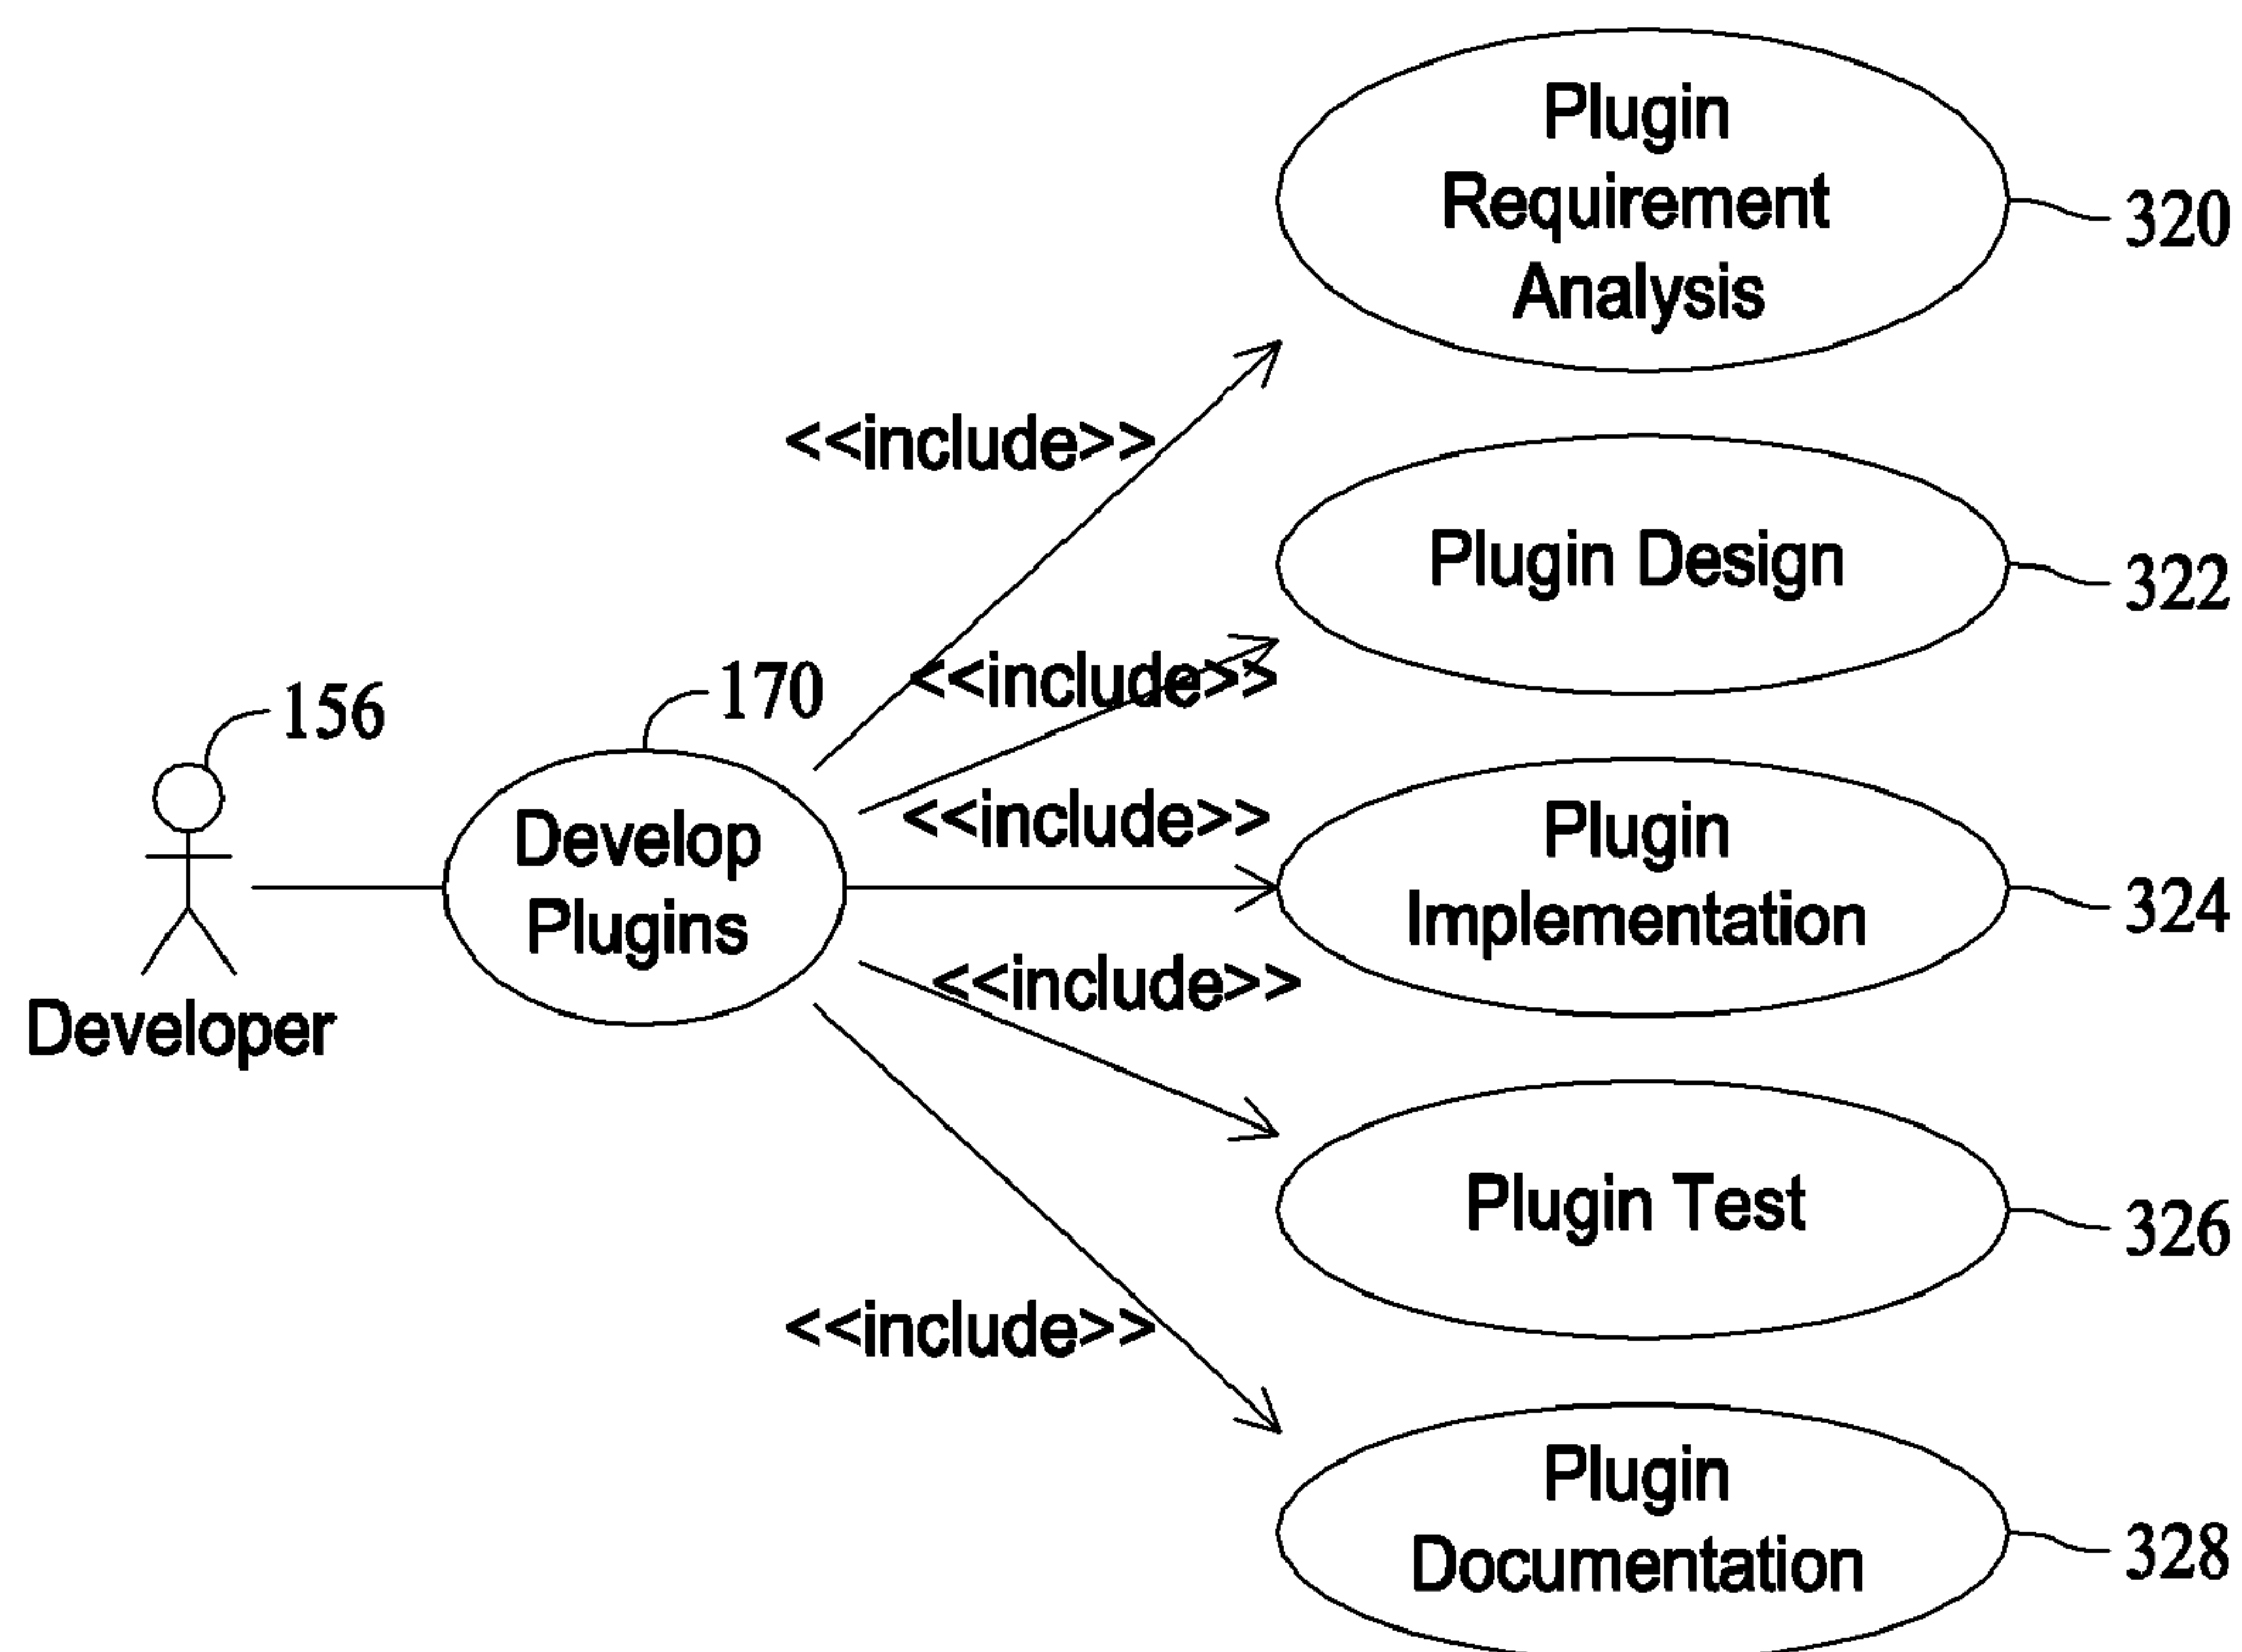 Plugin
Requirement
Analysis
320
<<include>>
Plugin Design
322
<<include>>
156
170
Develop
Plugins
<<include>>
Plugin
Implementation
324
<<include>>
Developer
Plugin Test
326
<<include>>
Plugin
Documentation
328